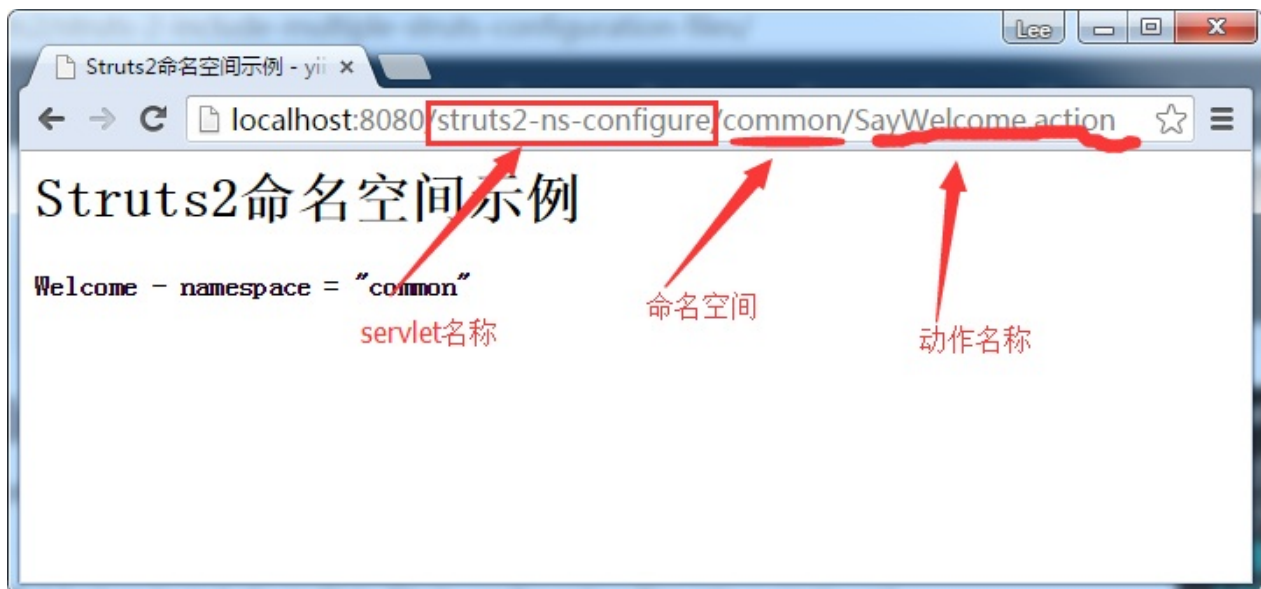 Lee
Struts2命名空间示例 - yii
localhost:8080/struts2-ns-configure/common/SayWelcome.action
Struts2命名空间示例
Welcome - namespace = "common"
servlet名称
命名空间
动作名称